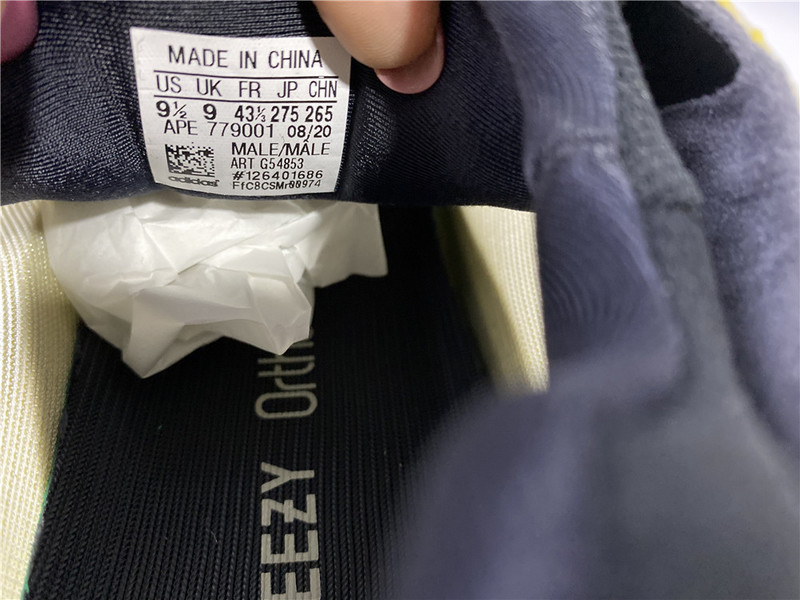 MADE IN CHINA
US UK FR JP CHN
9½ 9 43⅓ 275 265
APE 779001 08/20
MALE/MÂLE
ART G54853
#126401686
adidas
EEZY Orth